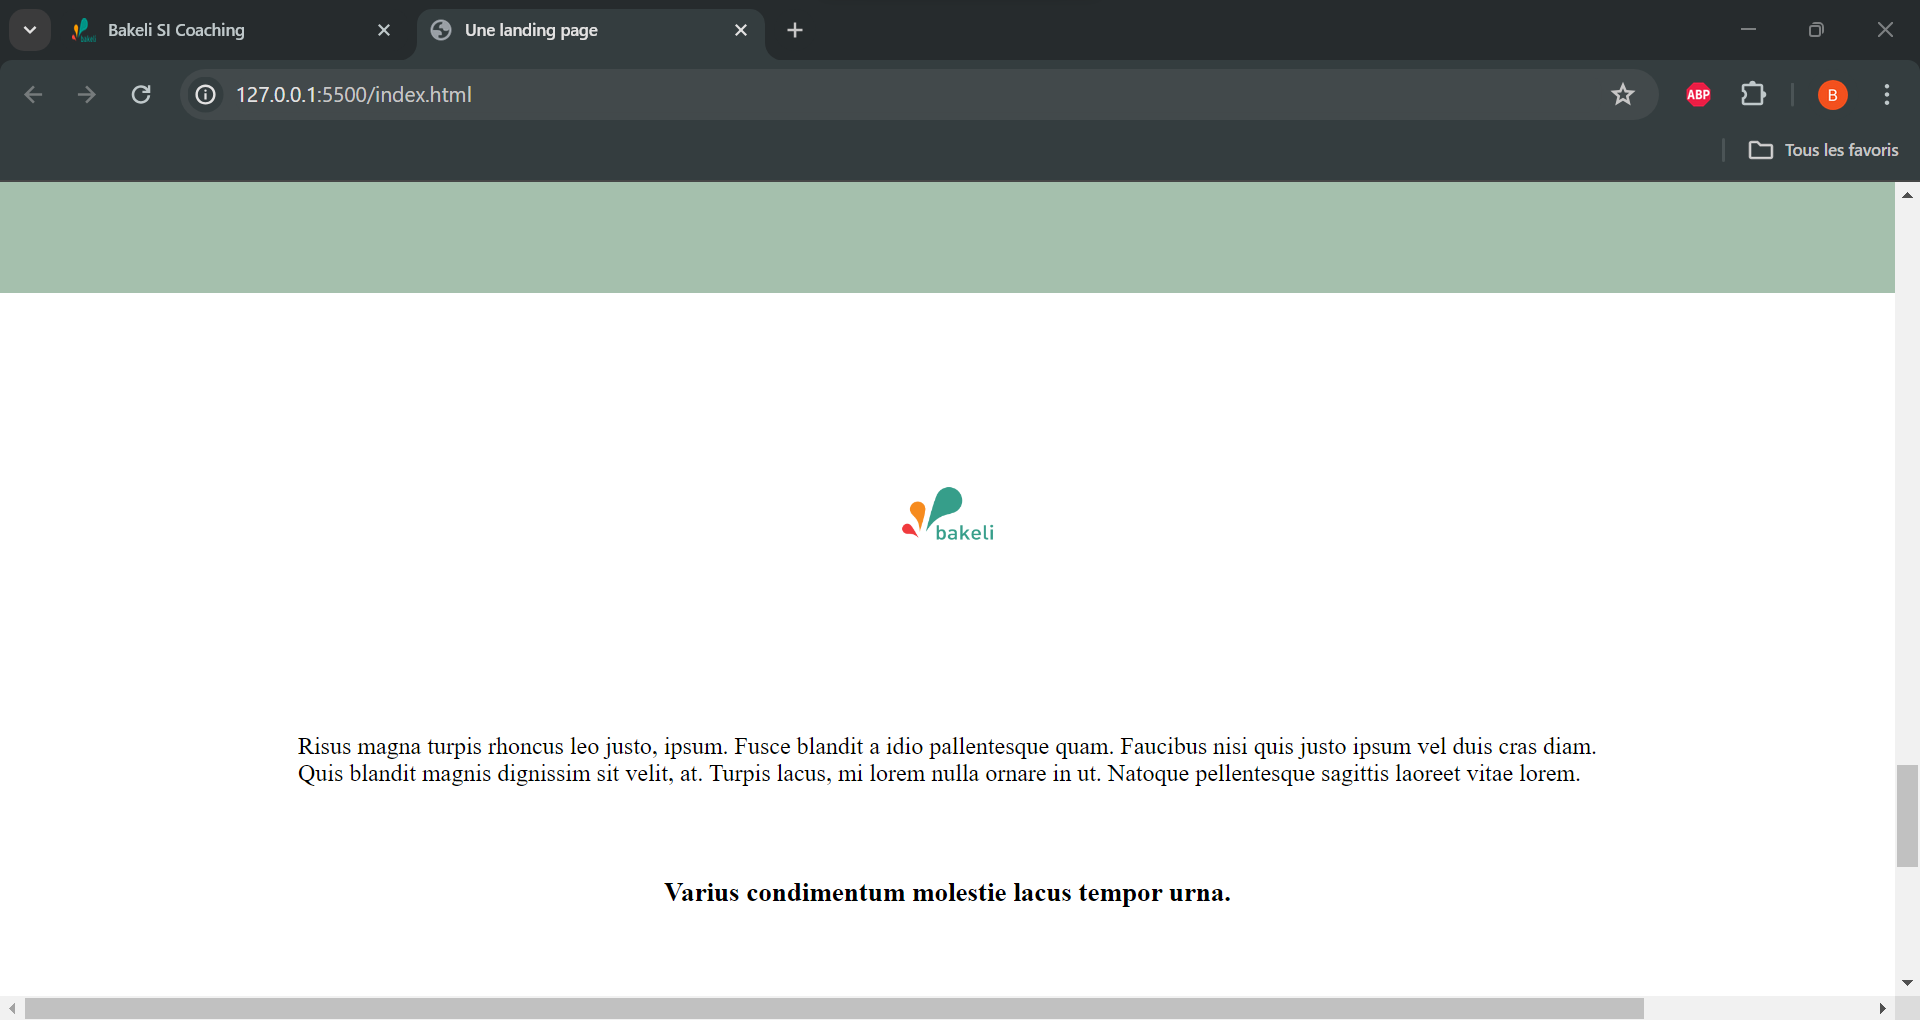 Bakeli SI Coaching
Une landing page
127.0.0.1:5500/index.html
ABP
B
Tous les favoris
bakeli
Risus magna turpis rhoncus leo justo, ipsum. Fusce blandit a idio pallentesque quam. Faucibus nisi quis justo ipsum vel duis cras diam.
Quis blandit magnis dignissim sit velit, at. Turpis lacus, mi lorem nulla ornare in ut. Natoque pellentesque sagittis laoreet vitae lorem.
Varius condimentum molestie lacus tempor urna.